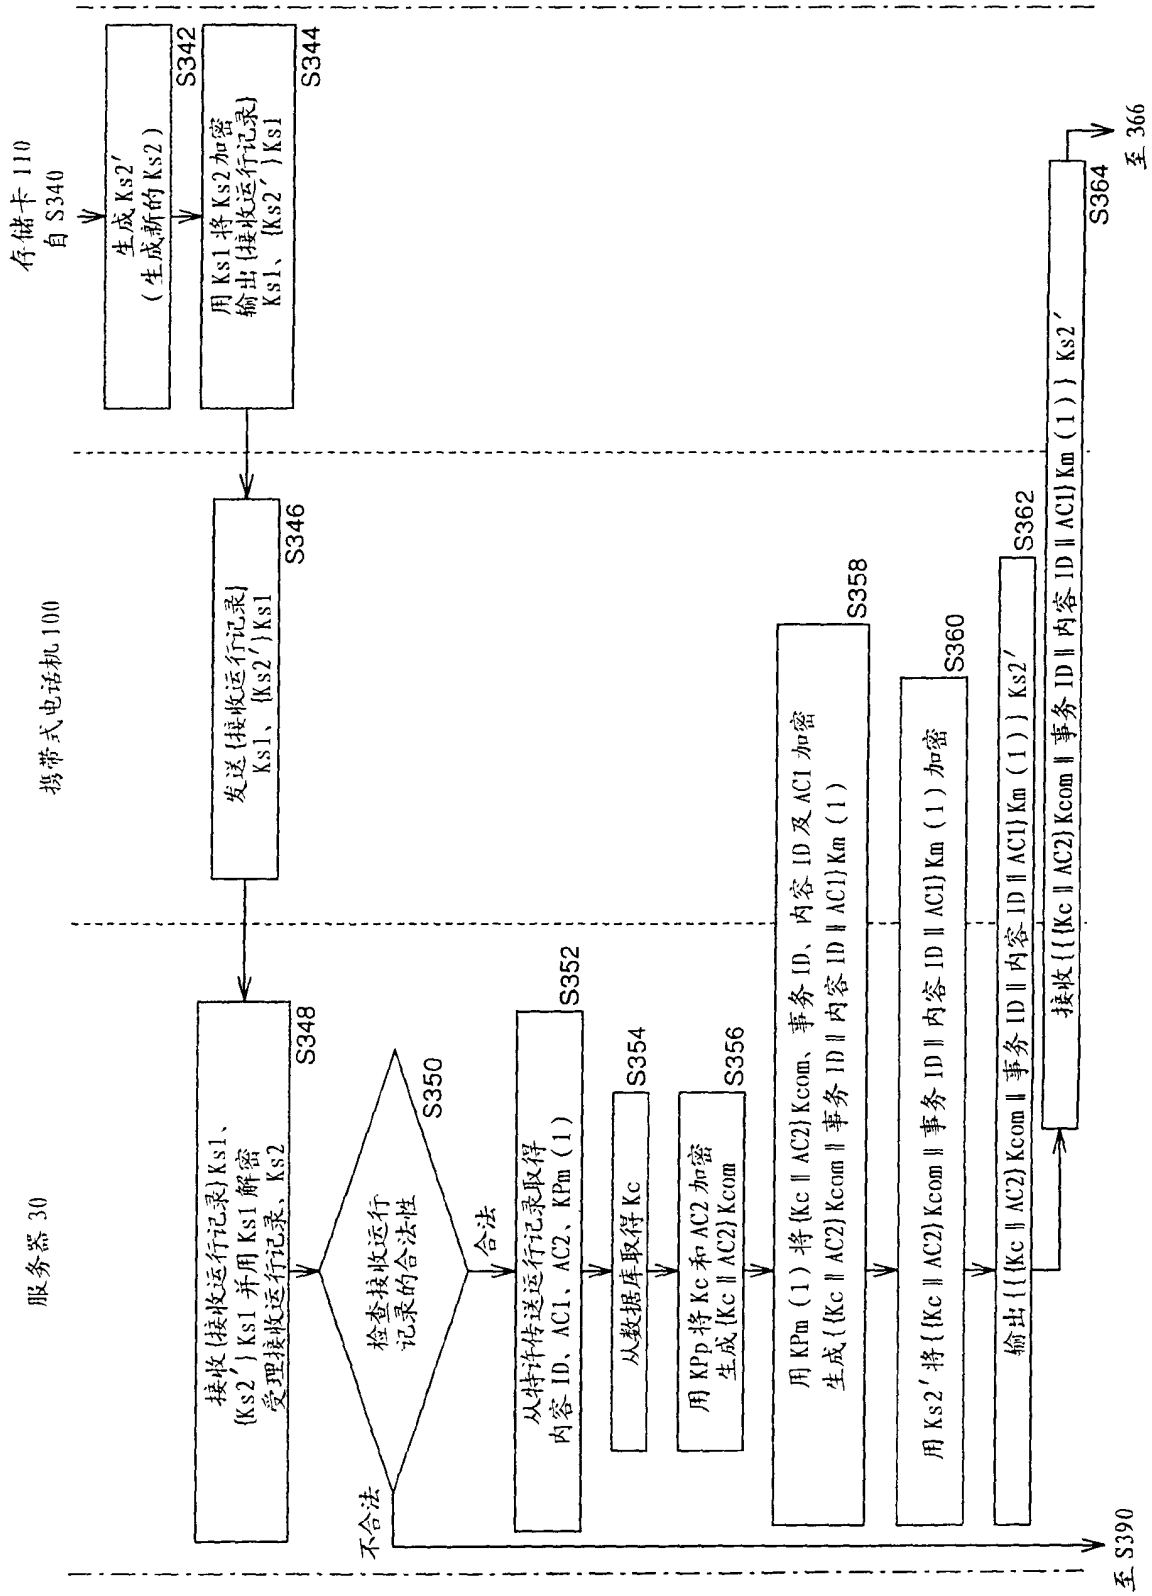 服务器 30
携带式电话机100
存储卡 110
自 S340
生成 Ks2′
(生成新的 Ks2)
S342
用 Ks1 将 Ks2 加密
输出{接收运行记录}
Ks1、{Ks2′}Ks1
S344
发送{接收运行记录}
Ks1、{Ks2′}Ks1
S346
接收{接收运行记录}Ks1、
{Ks2′}Ks1 并用 Ks1 解密
受理接收运行记录、Ks2
S348
检查接收运行
记录的合法性
S350
不合法
合法
从特许传送运行记录取得
内容 ID、AC1、AC2、KPm(1)
S352
从数据库取得 Kc
S354
用 KPp 将 Kc 和 AC2 加密
生成{Kc‖AC2}Kcom
S356
用 KPm(1)将{Kc‖AC2}Kcom、事务 ID、内容 ID 及 AC1 加密
生成{{Kc‖AC2}Kcom‖事务 ID‖内容 ID‖AC1}Km(1)
S358
用 Ks2′将{{Kc‖AC2}Kcom‖事务 ID‖内容 ID‖AC1}Km(1)加密
S360
输出{{{Kc‖AC2}Kcom‖事务 ID‖内容 ID‖AC1}Km(1)}Ks2′
S362
接收{{{Kc‖AC2}Kcom‖事务 ID‖内容 ID‖AC1}Km(1)}Ks2′
S364
至 S390
至 366